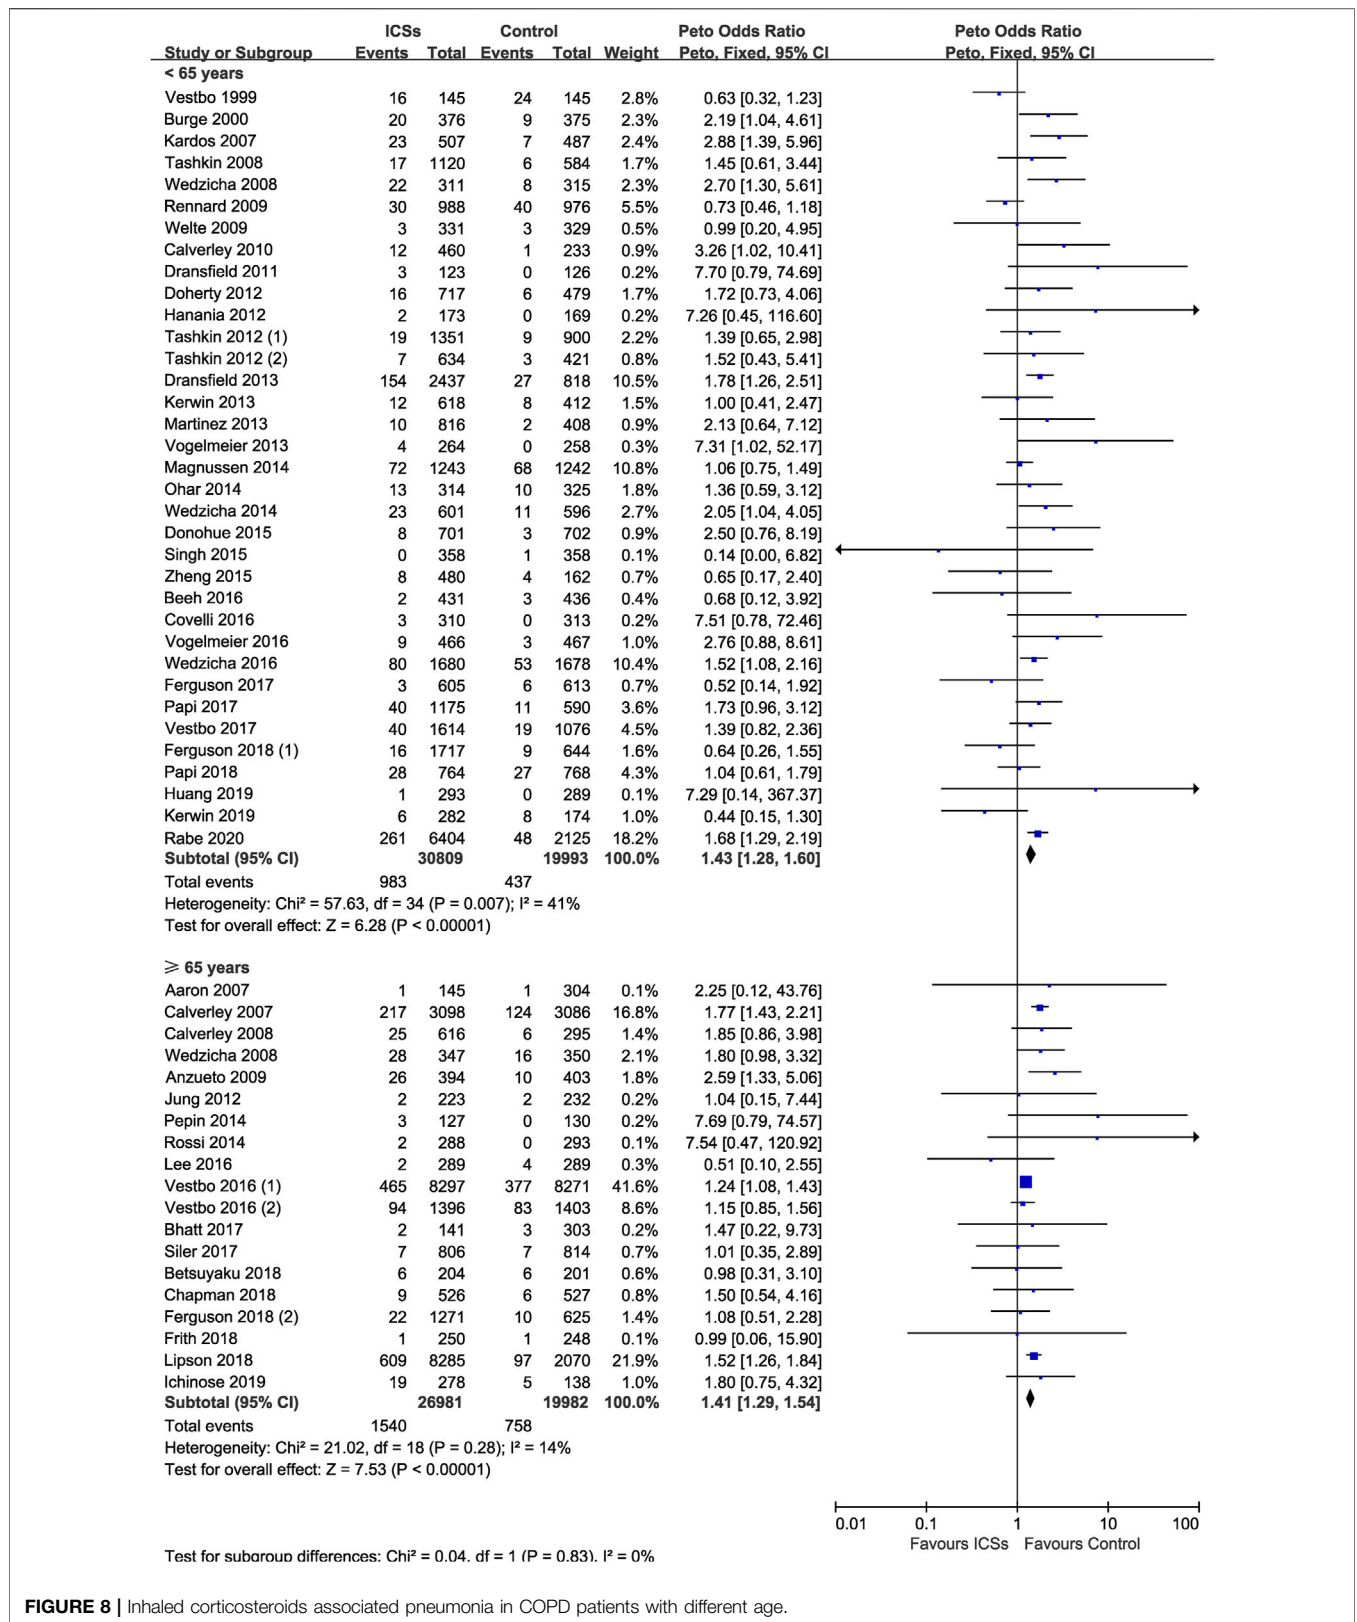 ICSs Control Peto Odds Ratio Peto Odds Ratio
Study or Subgroup Events Total Events Total Weight Peto, Fixed, 95% CI Peto, Fixed, 95% CI
< 65 years
Vestbo 1999 16 145 24 145 2.8% 0.63 [0.32, 1.23]
Burge 2000 20 376 9 375 2.3% 2.19 [1.04, 4.61]
Kardos 2007 23 507 7 487 2.4% 2.88 [1.39, 5.96]
Tashkin 2008 17 1120 6 584 1.7% 1.45 [0.61, 3.44]
Wedzicha 2008 22 311 8 315 2.3% 2.70 [1.30, 5.61]
Rennard 2009 30 988 40 976 5.5% 0.73 [0.46, 1.18]
Welte 2009 3 331 3 329 0.5% 0.99 [0.20, 4.95]
Calverley 2010 12 460 1 233 0.9% 3.26 [1.02, 10.41]
Dransfield 2011 3 123 0 126 0.2% 7.70 [0.79, 74.69]
Doherty 2012 16 717 6 479 1.7% 1.72 [0.73, 4.06]
Hanania 2012 2 173 0 169 0.2% 7.26 [0.45, 116.60]
Tashkin 2012 (1) 19 1351 9 900 2.2% 1.39 [0.65, 2.98]
Tashkin 2012 (2) 7 634 3 421 0.8% 1.52 [0.43, 5.41]
Dransfield 2013 154 2437 27 818 10.5% 1.78 [1.26, 2.51]
Kerwin 2013 12 618 8 412 1.5% 1.00 [0.41, 2.47]
Martinez 2013 10 816 2 408 0.9% 2.13 [0.64, 7.12]
Vogelmeier 2013 4 264 0 258 0.3% 7.31 [1.02, 52.17]
Magnussen 2014 72 1243 68 1242 10.8% 1.06 [0.75, 1.49]
Ohar 2014 13 314 10 325 1.8% 1.36 [0.59, 3.12]
Wedzicha 2014 23 601 11 596 2.7% 2.05 [1.04, 4.05]
Donohue 2015 8 701 3 702 0.9% 2.50 [0.76, 8.19]
Singh 2015 0 358 1 358 0.1% 0.14 [0.00, 6.82]
Zheng 2015 8 480 4 162 0.7% 0.65 [0.17, 2.40]
Beeh 2016 2 431 3 436 0.4% 0.68 [0.12, 3.92]
Covelli 2016 3 310 0 313 0.2% 7.51 [0.78, 72.46]
Vogelmeier 2016 9 466 3 467 1.0% 2.76 [0.88, 8.61]
Wedzicha 2016 80 1680 53 1678 10.4% 1.52 [1.08, 2.16]
Ferguson 2017 3 605 6 613 0.7% 0.52 [0.14, 1.92]
Papi 2017 40 1175 11 590 3.6% 1.73 [0.96, 3.12]
Vestbo 2017 40 1614 19 1076 4.5% 1.39 [0.82, 2.36]
Ferguson 2018 (1) 16 1717 9 644 1.6% 0.64 [0.26, 1.55]
Papi 2018 28 764 27 768 4.3% 1.04 [0.61, 1.79]
Huang 2019 1 293 0 289 0.1% 7.29 [0.14, 367.37]
Kerwin 2019 6 282 8 174 1.0% 0.44 [0.15, 1.30]
Rabe 2020 261 6404 48 2125 18.2% 1.68 [1.29, 2.19]
Subtotal (95% CI) 30809 19993 100.0% 1.43 [1.28, 1.60]
Total events 983 437
Heterogeneity: Chi² = 57.63, df = 34 (P = 0.007); I² = 41%
Test for overall effect: Z = 6.28 (P < 0.00001)
⩾ 65 years
Aaron 2007 1 145 1 304 0.1% 2.25 [0.12, 43.76]
Calverley 2007 217 3098 124 3086 16.8% 1.77 [1.43, 2.21]
Calverley 2008 25 616 6 295 1.4% 1.85 [0.86, 3.98]
Wedzicha 2008 28 347 16 350 2.1% 1.80 [0.98, 3.32]
Anzueto 2009 26 394 10 403 1.8% 2.59 [1.33, 5.06]
Jung 2012 2 223 2 232 0.2% 1.04 [0.15, 7.44]
Pepin 2014 3 127 0 130 0.2% 7.69 [0.79, 74.57]
Rossi 2014 2 288 0 293 0.1% 7.54 [0.47, 120.92]
Lee 2016 2 289 4 289 0.3% 0.51 [0.10, 2.55]
Vestbo 2016 (1) 465 8297 377 8271 41.6% 1.24 [1.08, 1.43]
Vestbo 2016 (2) 94 1396 83 1403 8.6% 1.15 [0.85, 1.56]
Bhatt 2017 2 141 3 303 0.2% 1.47 [0.22, 9.73]
Siler 2017 7 806 7 814 0.7% 1.01 [0.35, 2.89]
Betsuyaku 2018 6 204 6 201 0.6% 0.98 [0.31, 3.10]
Chapman 2018 9 526 6 527 0.8% 1.50 [0.54, 4.16]
Ferguson 2018 (2) 22 1271 10 625 1.4% 1.08 [0.51, 2.28]
Frith 2018 1 250 1 248 0.1% 0.99 [0.06, 15.90]
Lipson 2018 609 8285 97 2070 21.9% 1.52 [1.26, 1.84]
Ichinose 2019 19 278 5 138 1.0% 1.80 [0.75, 4.32]
Subtotal (95% CI) 26981 19982 100.0% 1.41 [1.29, 1.54]
Total events 1540 758
Heterogeneity: Chi² = 21.02, df = 18 (P = 0.28); I² = 14%
Test for overall effect: Z = 7.53 (P < 0.00001)
0.01 0.1 1 10 100
Favours ICSs Favours Control
Test for subgroup differences: Chi² = 0.04, df = 1 (P = 0.83), I² = 0%
FIGURE 8 | Inhaled corticosteroids associated pneumonia in COPD patients with different age.